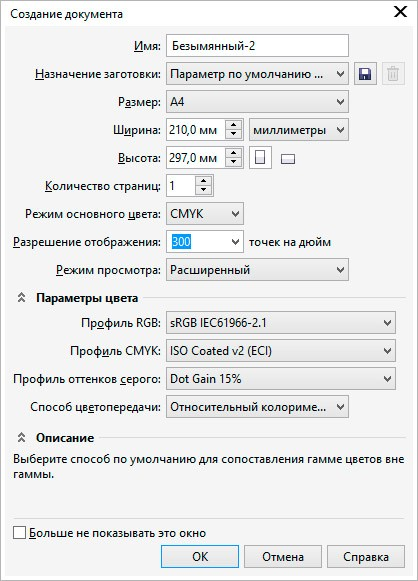 Создание документа
Имя: Безымянный-2
Назначение заготовки: Параметр по умолчанию ...
Размер: A4
Ширина: 210,0 мм миллиметры
Высота: 297,0 мм
Количество страниц: 1
Режим основного цвета: CMYK
Разрешение отображения: 300 точек на дюйм
Режим просмотра: Расширенный
Параметры цвета
Профиль RGB: sRGB IEC61966-2.1
Профиль CMYK: ISO Coated v2 (ECI)
Профиль оттенков серого: Dot Gain 15%
Способ цветопередачи: Относительный колориме...
Описание
Выберите способ по умолчанию для сопоставления гамме цветов вне
гаммы.
Больше не показывать это окно
ОК Отмена Справка